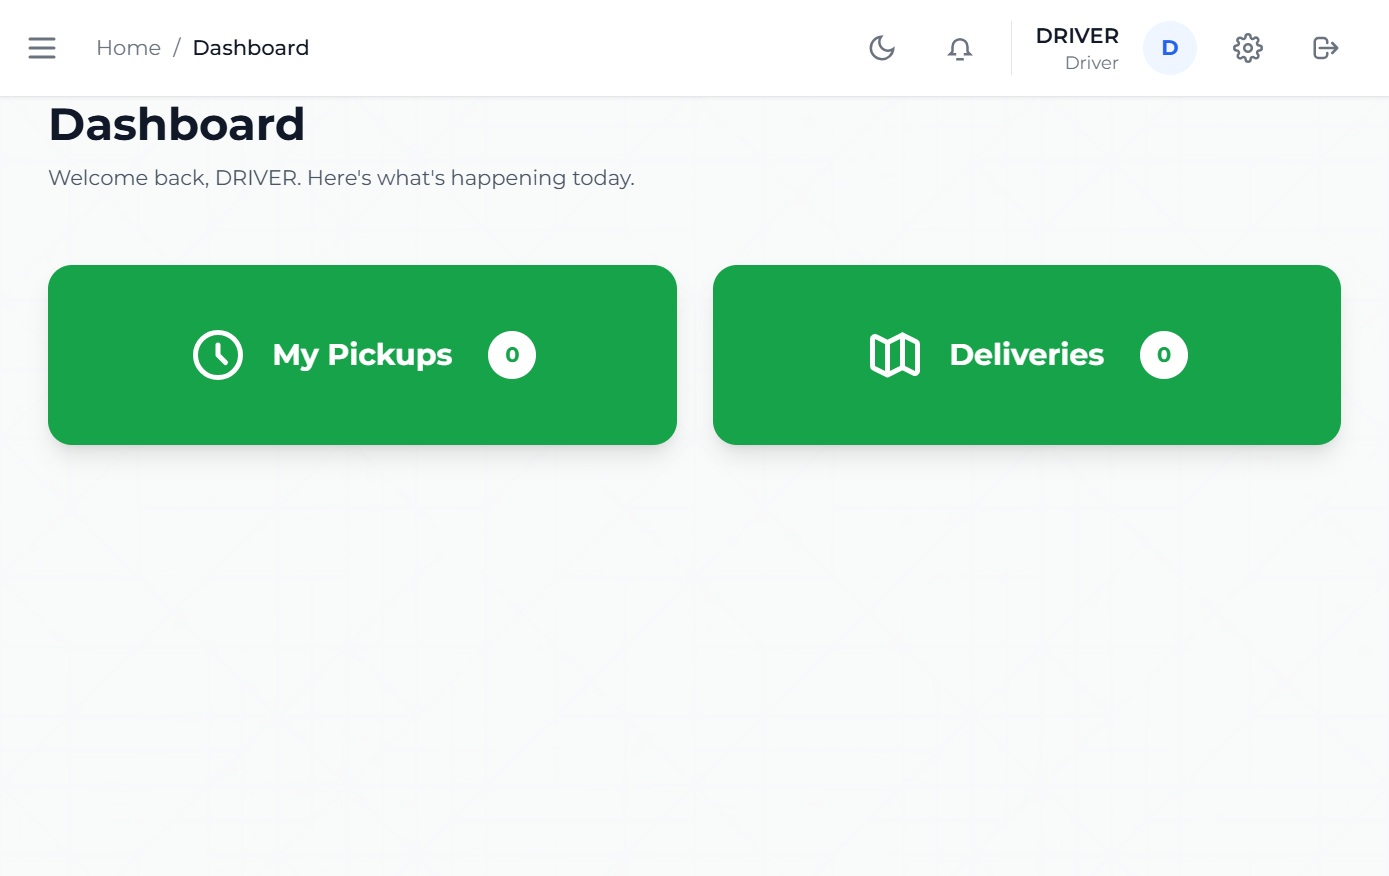 Home / Dashboard
DRIVER
Driver
D
Dashboard
Welcome back, DRIVER. Here's what's happening today.
My Pickups 0
Deliveries 0